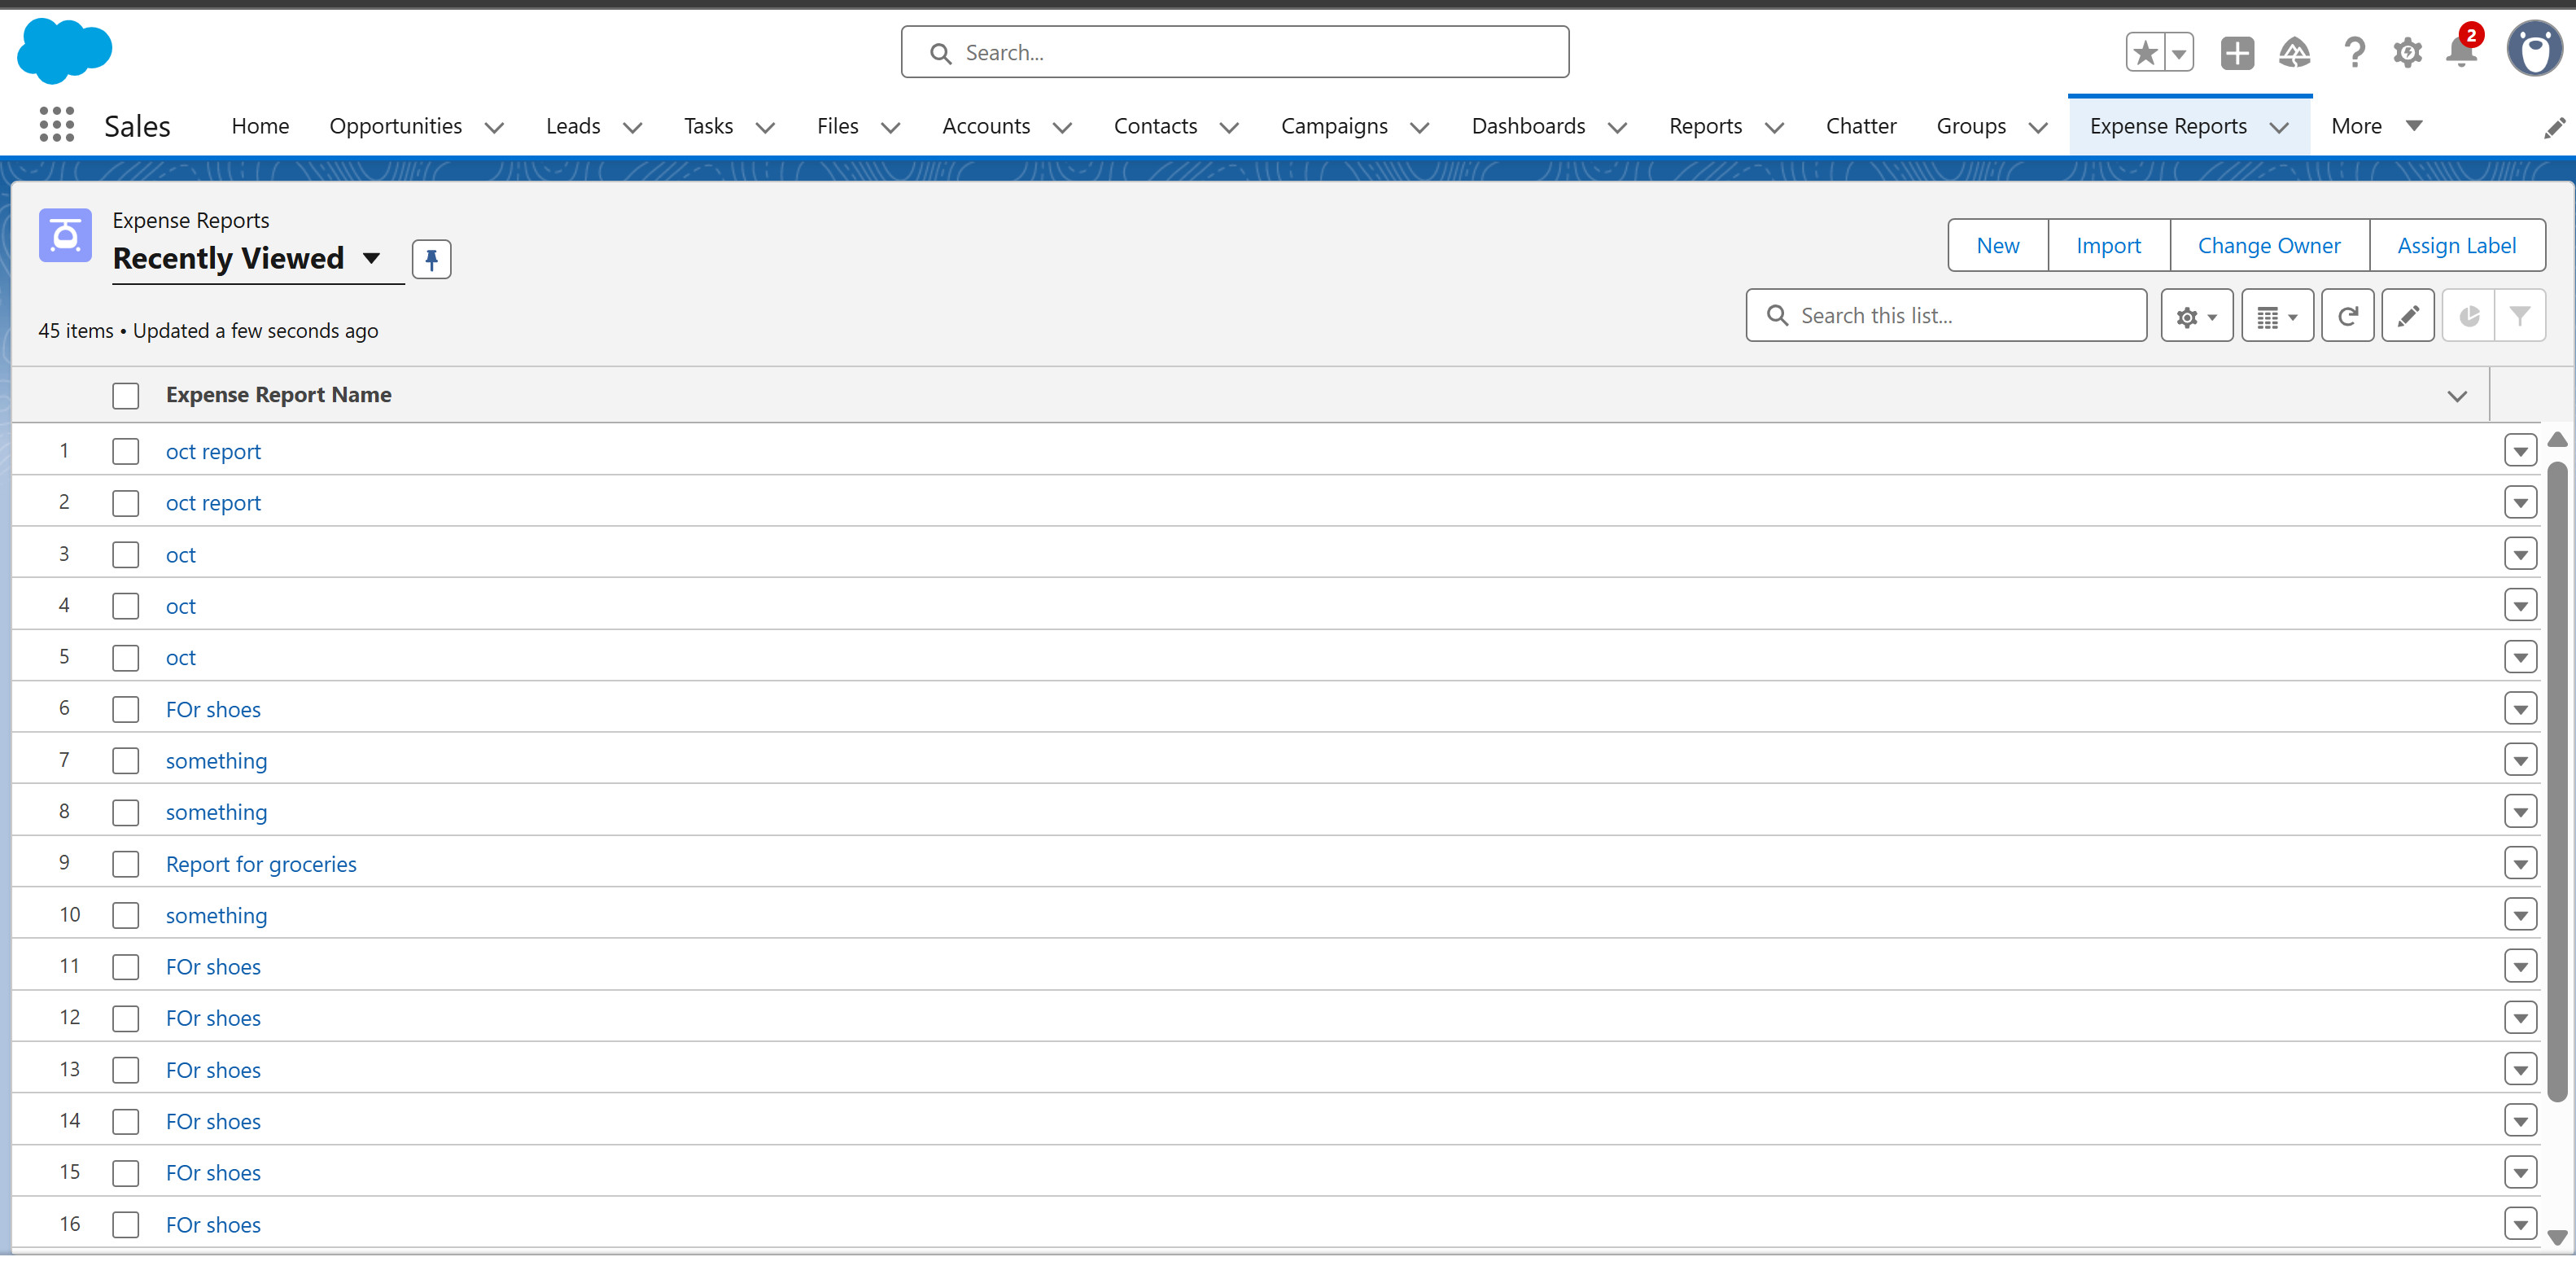 Search...
2
Sales Home Opportunities Leads Tasks Files Accounts Contacts Campaigns Dashboards Reports Chatter Groups Expense Reports More
Expense Reports
Recently Viewed
New Import Change Owner Assign Label
45 items • Updated a few seconds ago
Search this list...
Expense Report Name
1 oct report
2 oct report
3 oct
4 oct
5 oct
6 FOr shoes
7 something
8 something
9 Report for groceries
10 something
11 FOr shoes
12 FOr shoes
13 FOr shoes
14 FOr shoes
15 FOr shoes
16 FOr shoes